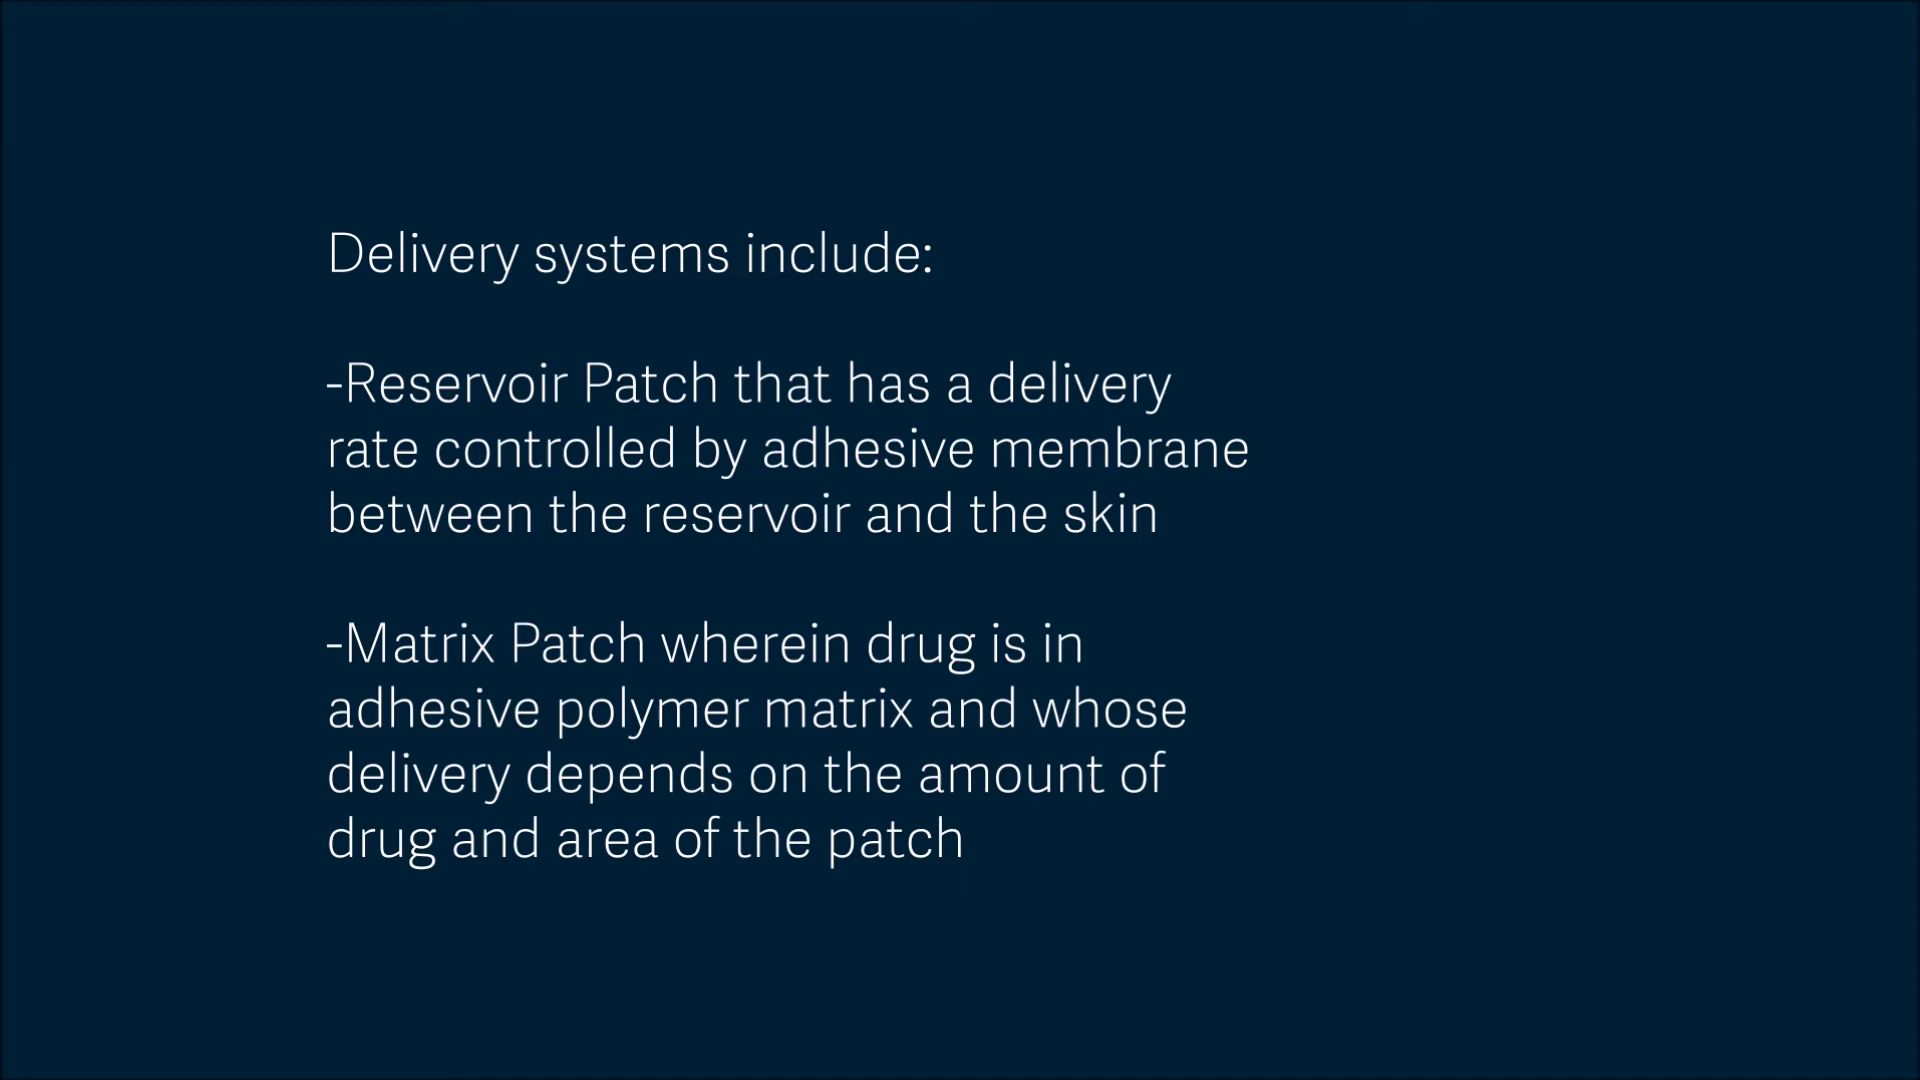 Delivery systems include:
-Reservoir Patch that has a delivery
rate controlled by adhesive membrane
between the reservoir and the skin
-Matrix Patch wherein drug is in
adhesive polymer matrix and whose
delivery depends on the amount of
drug and area of the patch